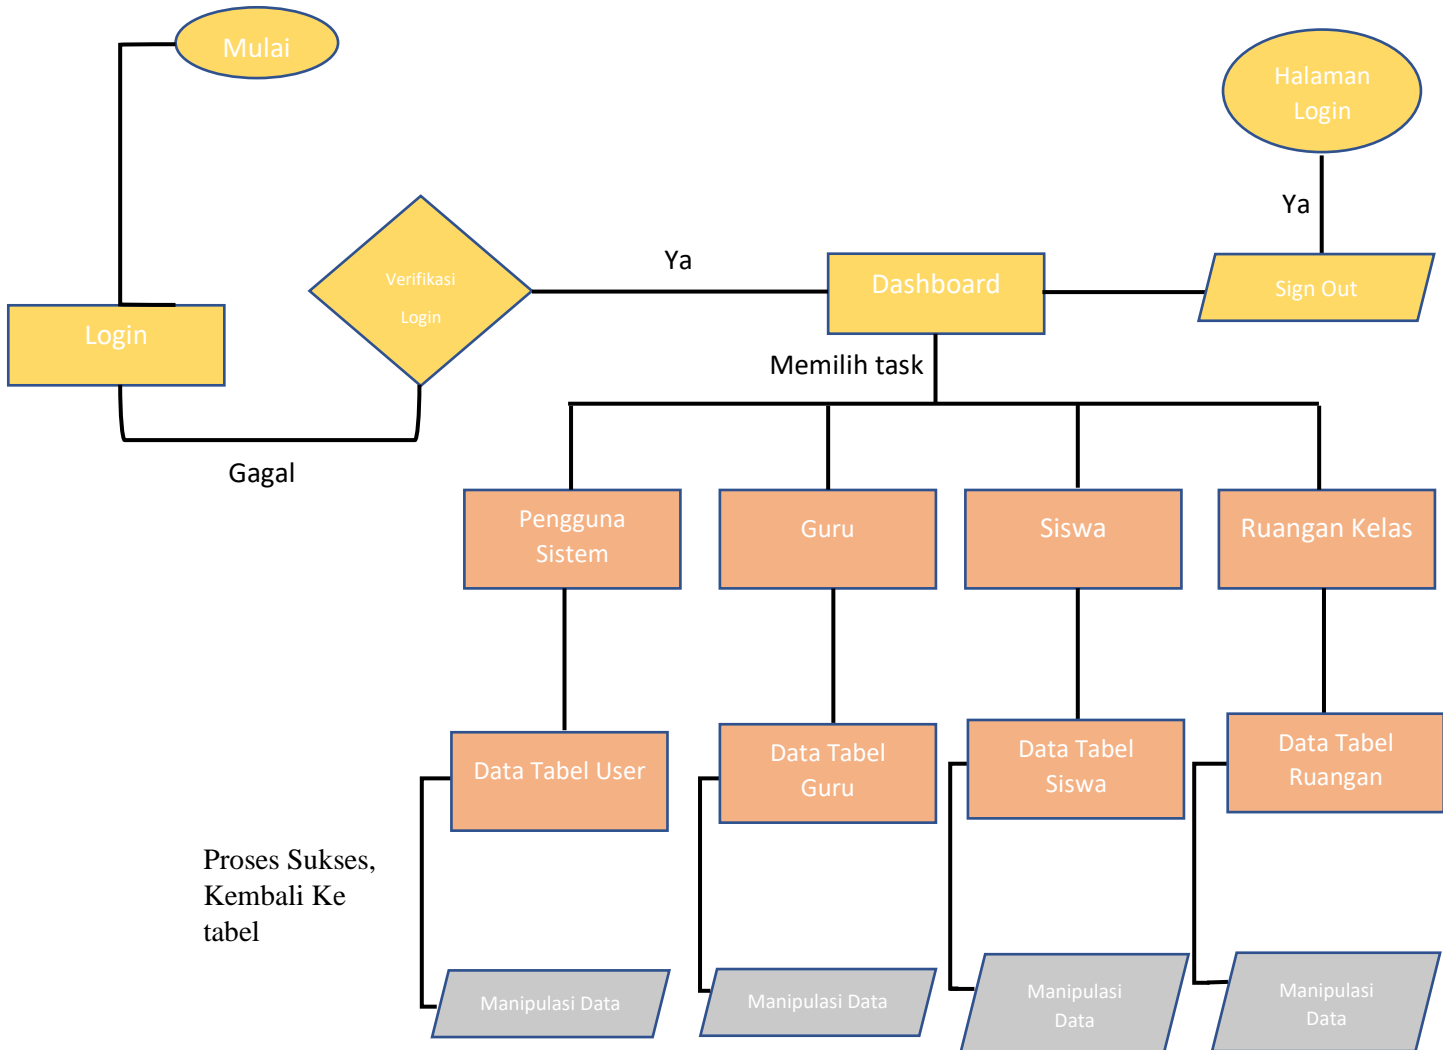 Mulai
Halaman
Login
Ya
Verifikasi
Login
Ya
Dashboard
Sign Out
Login
Memilih task
Gagal
Pengguna
Sistem
Guru
Siswa
Ruangan Kelas
Data Tabel User
Data Tabel
Guru
Data Tabel
Siswa
Data Tabel
Ruangan
Proses Sukses,
Kembali Ke
tabel
Manipulasi Data
Manipulasi Data
Manipulasi
Data
Manipulasi
Data